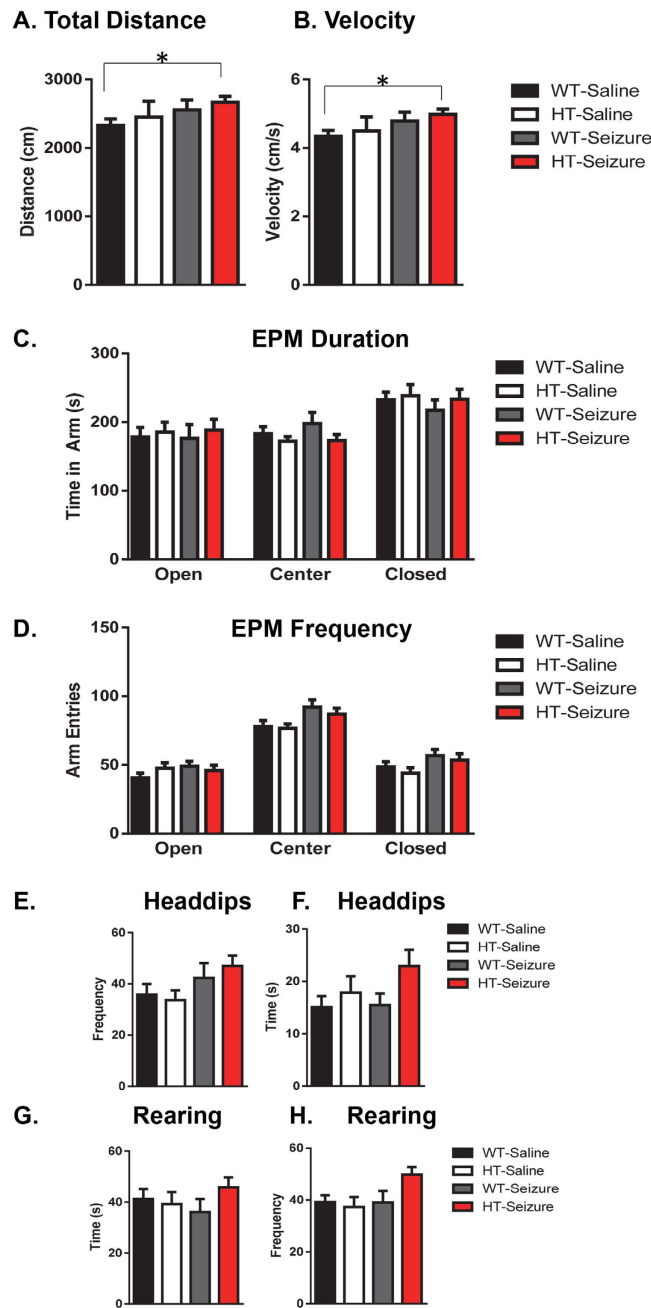 A. Total Distance
B. Velocity
*
*
3000
2000
1000
0
Distance (cm)
6
4
2
0
Velocity (cm/s)
WT-Saline
HT-Saline
WT-Seizure
HT-Seizure
C.
EPM Duration
300
200
100
0
Time in Arm (s)
Open
Center
Closed
WT-Saline
HT-Saline
WT-Seizure
HT-Seizure
D.
EPM Frequency
150
100
50
0
Arm Entries
Open
Center
Closed
WT-Saline
HT-Saline
WT-Seizure
HT-Seizure
E.
Headdips
60
40
20
0
Frequency
F. Headdips
30
20
10
0
Time (s)
WT-Saline
HT-Saline
WT-Seizure
HT-Seizure
G.
Rearing
60
40
20
0
Time (s)
H. Rearing
60
40
20
0
Frequency
WT-Saline
HT-Saline
WT-Seizure
HT-Seizure